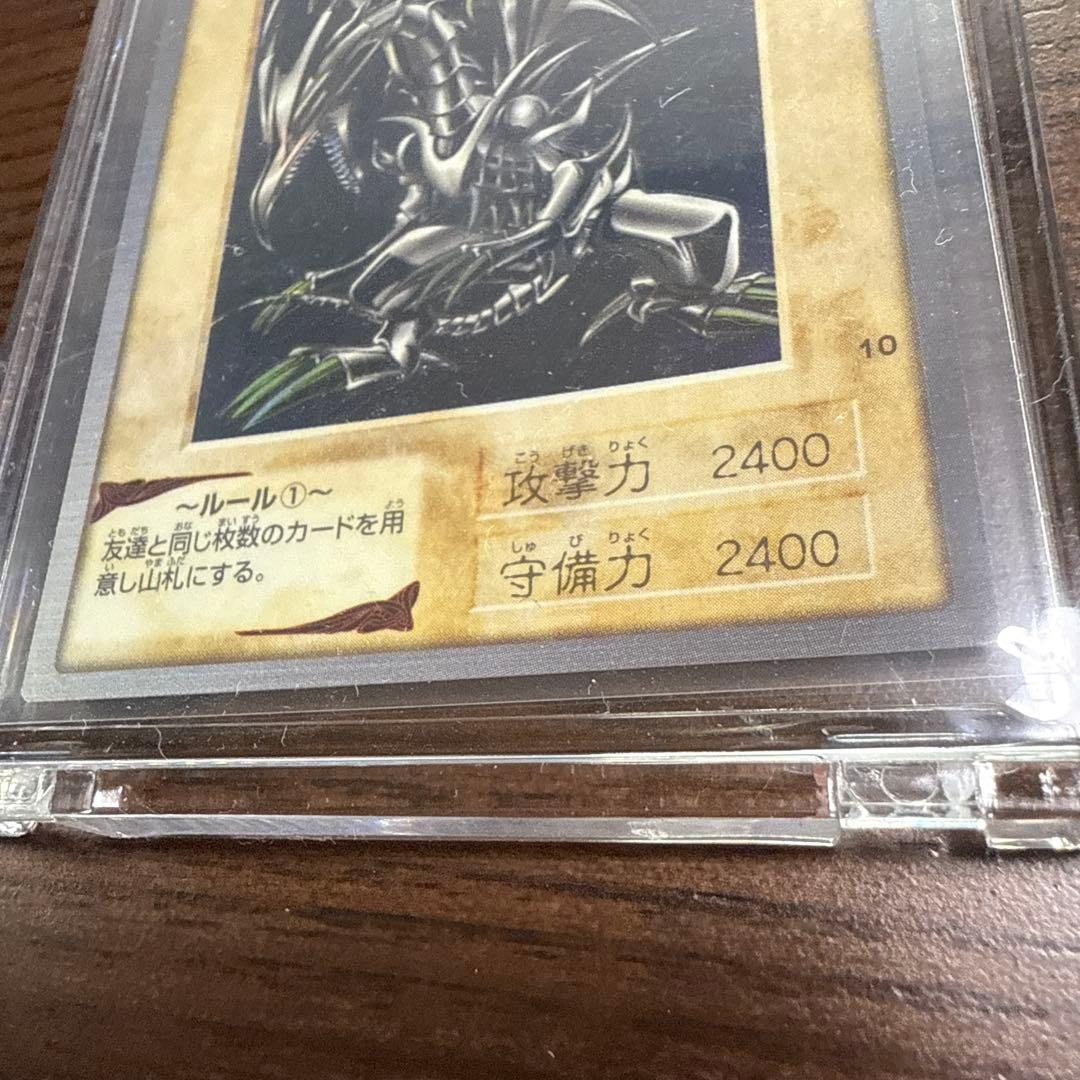 10
攻撃力 2400
守備力 2400
～ルール①～
友達と同じ枚数のカードを用
意し山札にする。